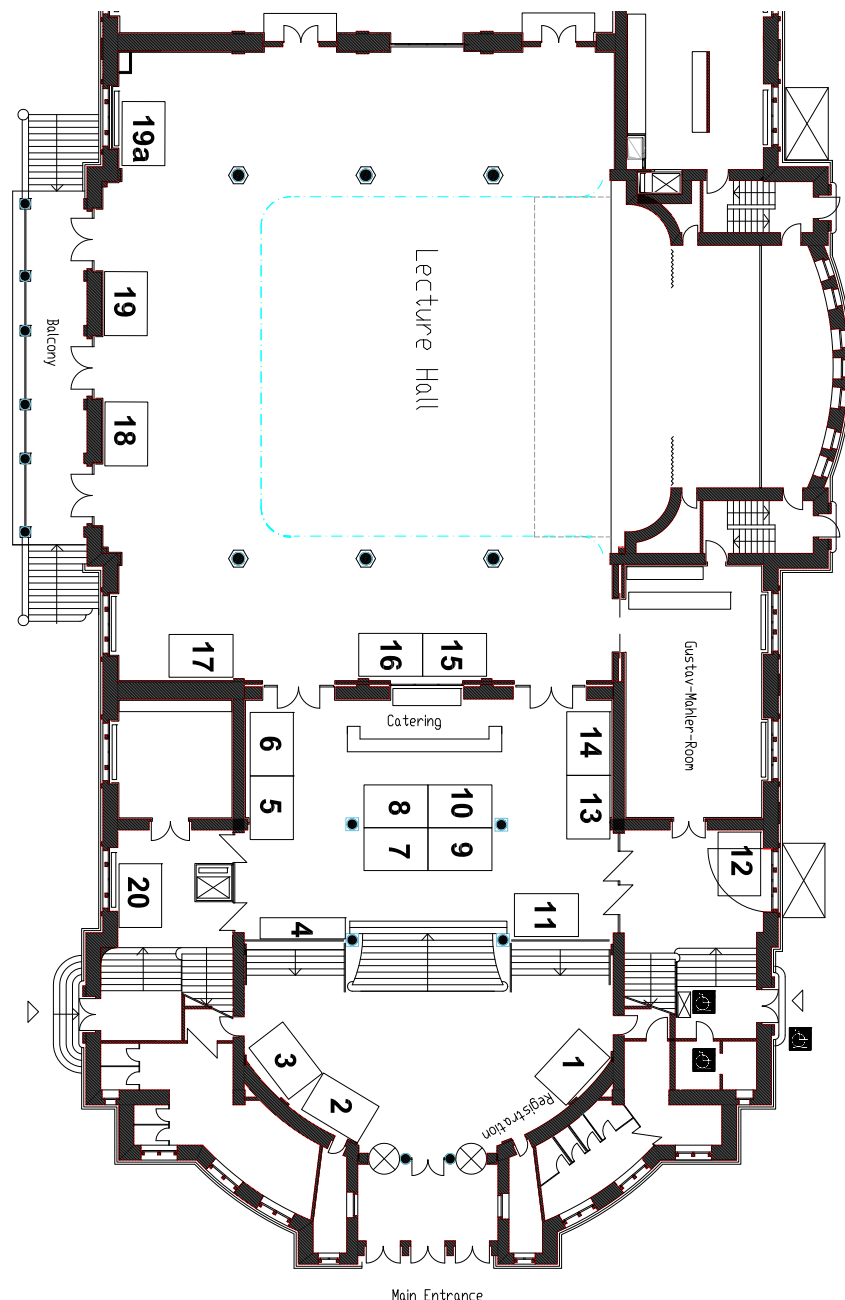 19a
Lecture Hall
19
Balcony
18
17
16
15
Gustav-Mahler-Room
Catering
6
14
5
8
10
13
7
9
12
20
11
4
3
1
2
Registration
Main Entrance